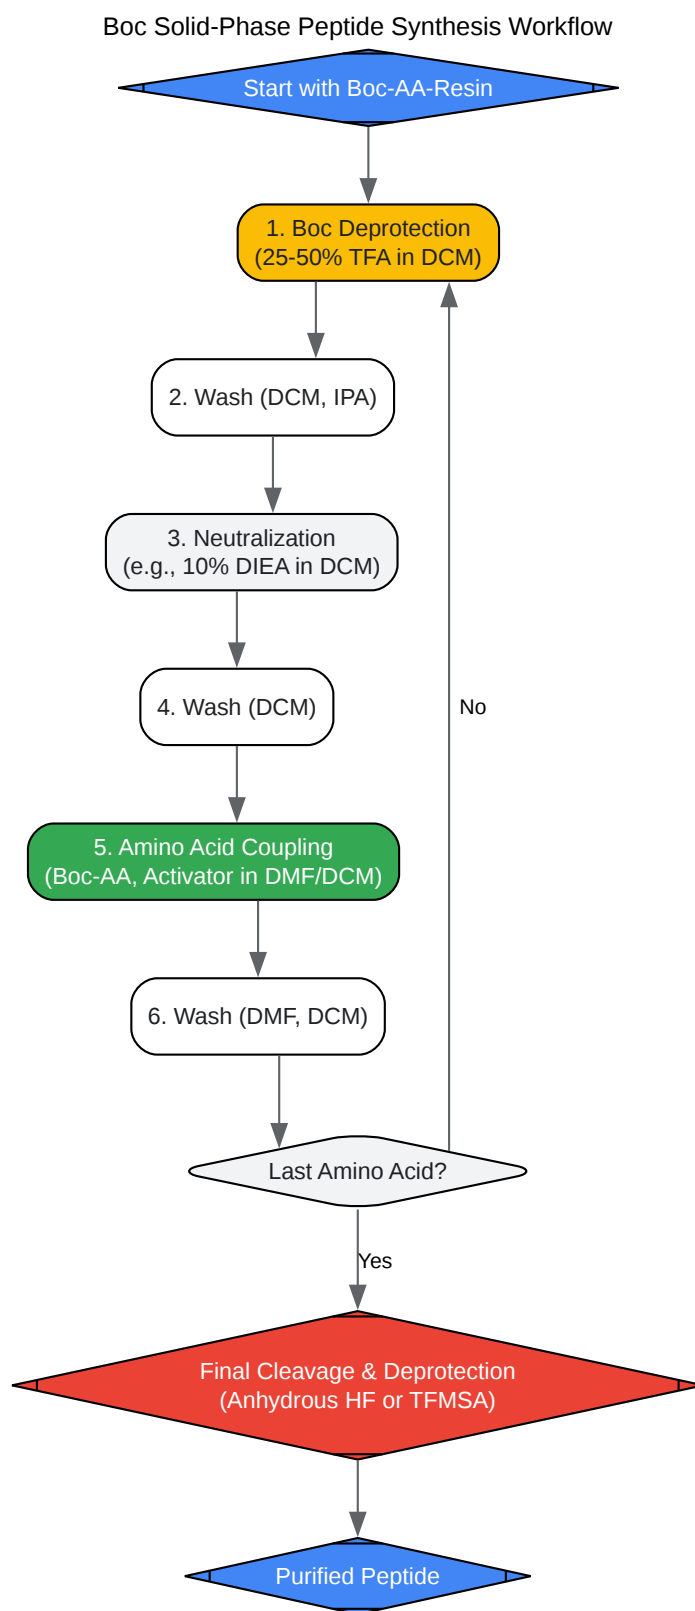 Boc Solid-Phase Peptide Synthesis Workflow
Start with Boc-AA-Resin
1. Boc Deprotection
(25-50% TFA in DCM)
2. Wash (DCM, IPA)
3. Neutralization
(e.g., 10% DIEA in DCM)
4. Wash (DCM)
No
5. Amino Acid Coupling
(Boc-AA, Activator in DMF/DCM)
6. Wash (DMF, DCM)
Last Amino Acid?
Yes
Final Cleavage & Deprotection
(Anhydrous HF or TFMSA)
Purified Peptide